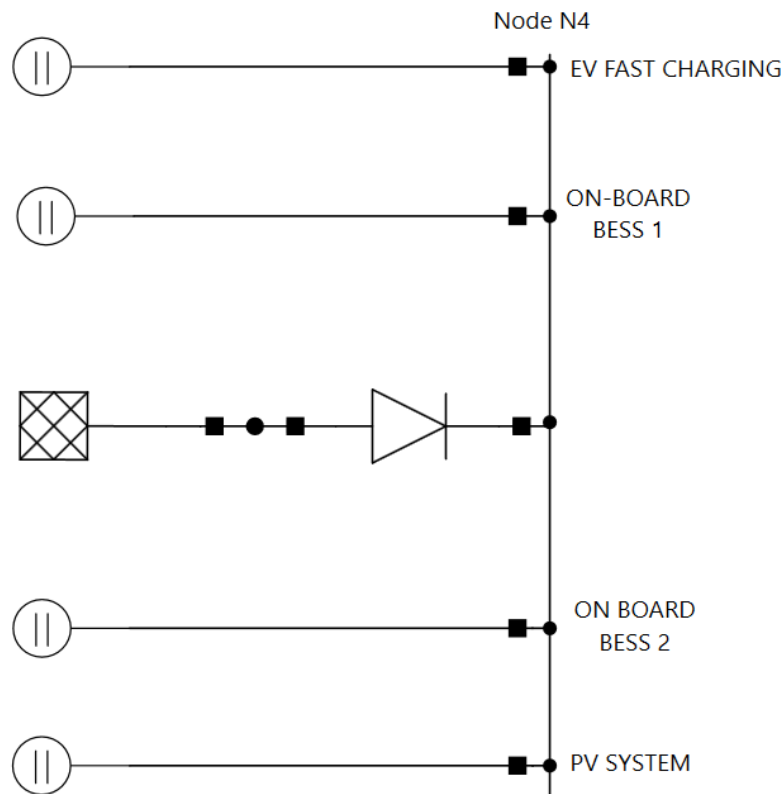 Node N4
EV FAST CHARGING
ON-BOARD
BESS 1
ON BOARD
BESS 2
PV SYSTEM